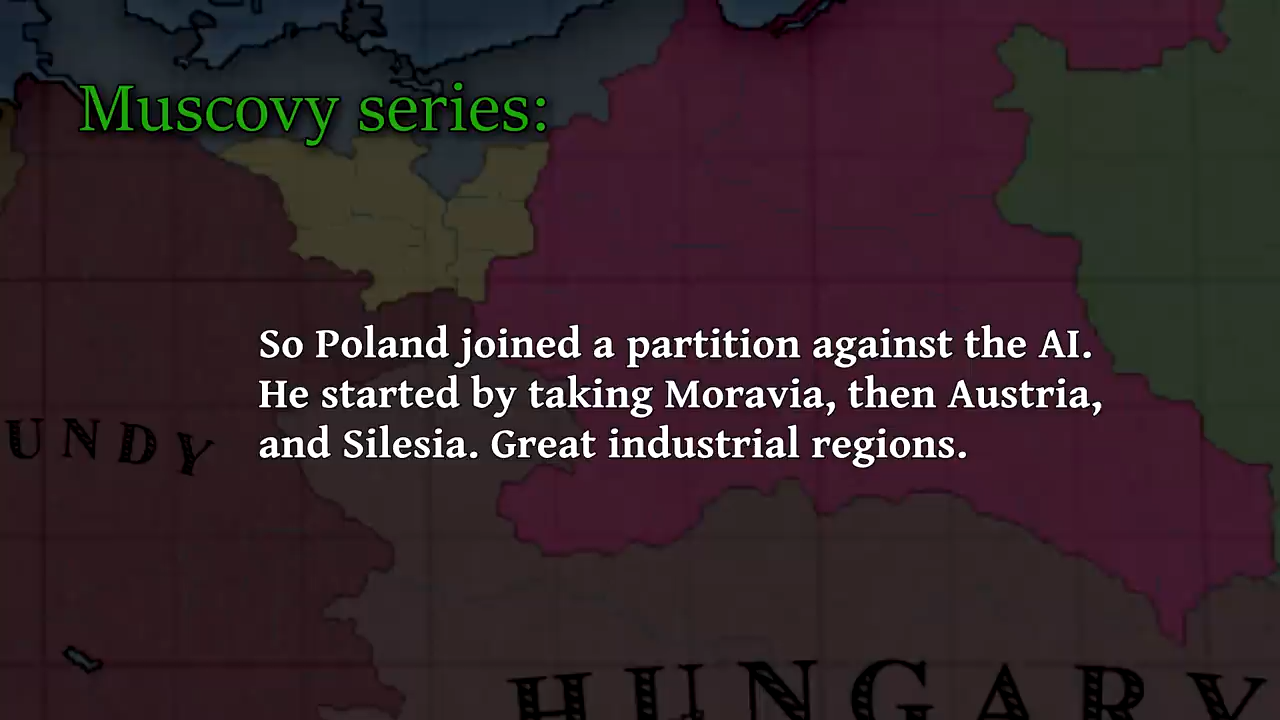 Muscovy series:
So Poland joined a partition against the AI.
He started by taking Moravia, then Austria,
and Silesia. Great industrial regions.
UNDY
HUNGARY